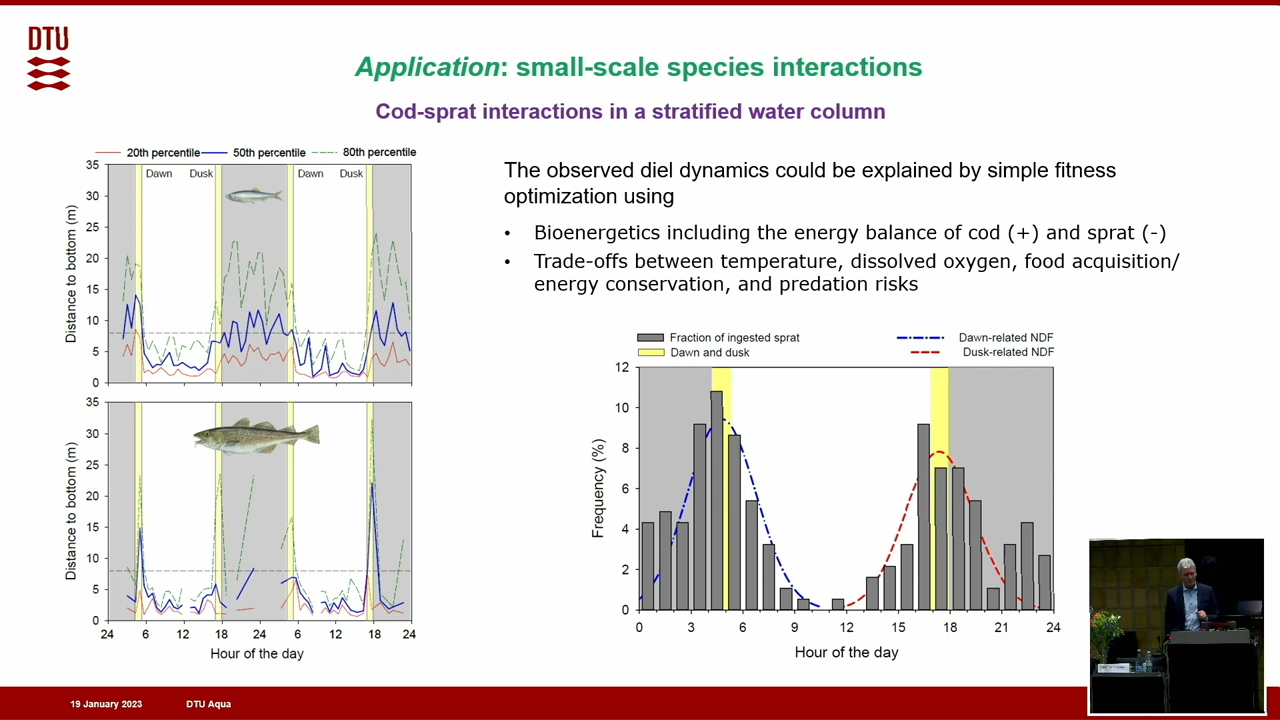 DTU
Application: small-scale species interactions
Cod-sprat interactions in a stratified water column
20th percentile 50th percentile 80th percentile
35
30
25
20
15
10
5
0
Distance to bottom (m)
Dawn Dusk Dawn Dusk
35
30
25
20
15
10
5
0
Distance to bottom (m)
24 6 12 18 24 6 12 18 24
Hour of the day
The observed diel dynamics could be explained by simple fitness
optimization using
• Bioenergetics including the energy balance of cod (+) and sprat (-)
• Trade-offs between temperature, dissolved oxygen, food acquisition/
energy conservation, and predation risks
Fraction of ingested sprat Dawn-related NDF
Dawn and dusk Dusk-related NDF
12
10
8
6
4
2
0
Frequency (%)
0 3 6 9 12 15 18 21 24
Hour of the day
19 January 2023 DTU Aqua